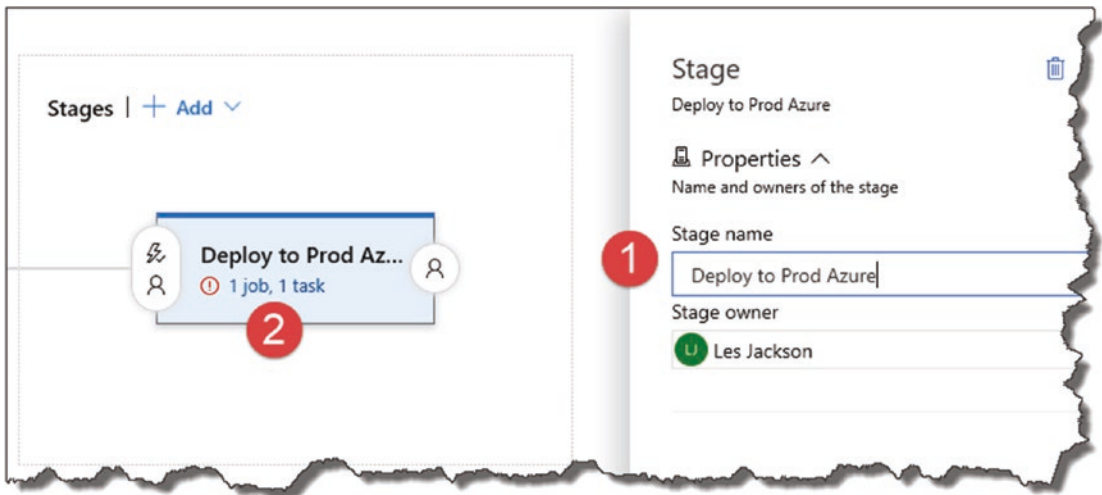 Stages | + Add
Deploy to Prod Az...
1 job, 1 task
2
Stage
Deploy to Prod Azure
Properties
Name and owners of the stage
1
Stage name
Deploy to Prod Azure
Stage owner
LJ Les Jackson